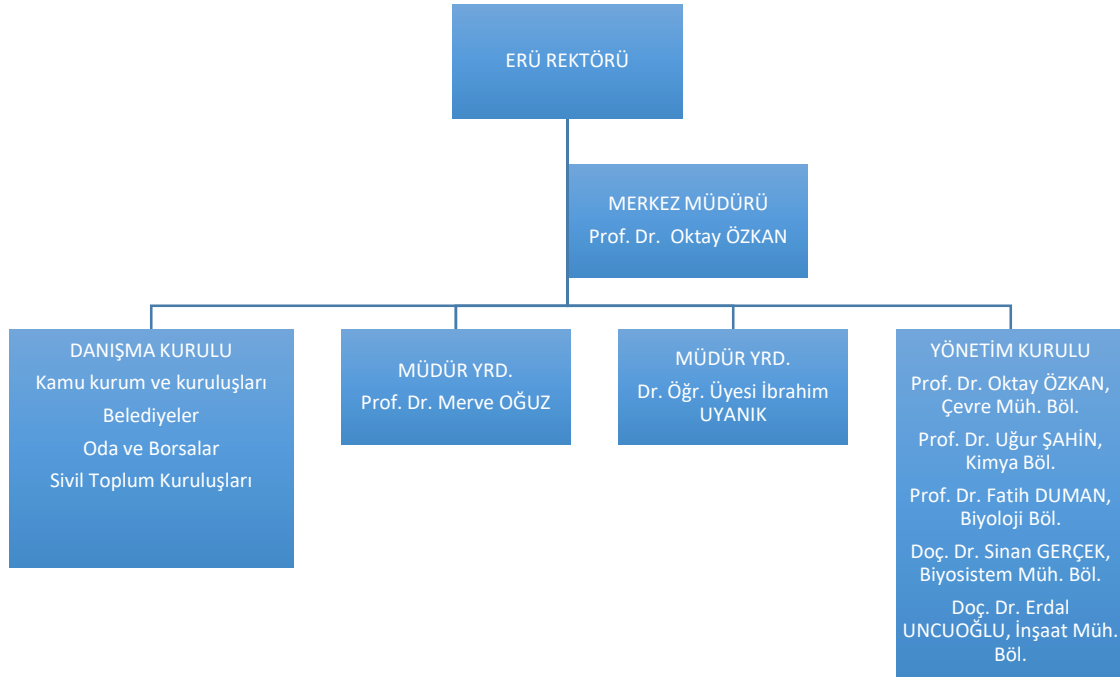 ERÜ REKTÖRÜ
MERKEZ MÜDÜRÜ
Prof. Dr. Oktay ÖZKAN
DANIŞMA KURULU
Kamu kurum ve kuruluşları
Belediyeler
Oda ve Borsalar
Sivil Toplum Kuruluşları
MÜDÜR YRD.
Prof. Dr. Merve OĞUZ
MÜDÜR YRD.
Dr. Öğr. Üyesi İbrahim
UYANIK
YÖNETİM KURULU
Prof. Dr. Oktay ÖZKAN,
Çevre Müh. Böl.
Prof. Dr. Uğur ŞAHİN,
Kimya Böl.
Prof. Dr. Fatih DUMAN,
Biyoloji Böl.
Doç. Dr. Sinan GERÇEK,
Biyosistem Müh. Böl.
Doç. Dr. Erdal
UNCUOĞLU, İnşaat Müh.
Böl.